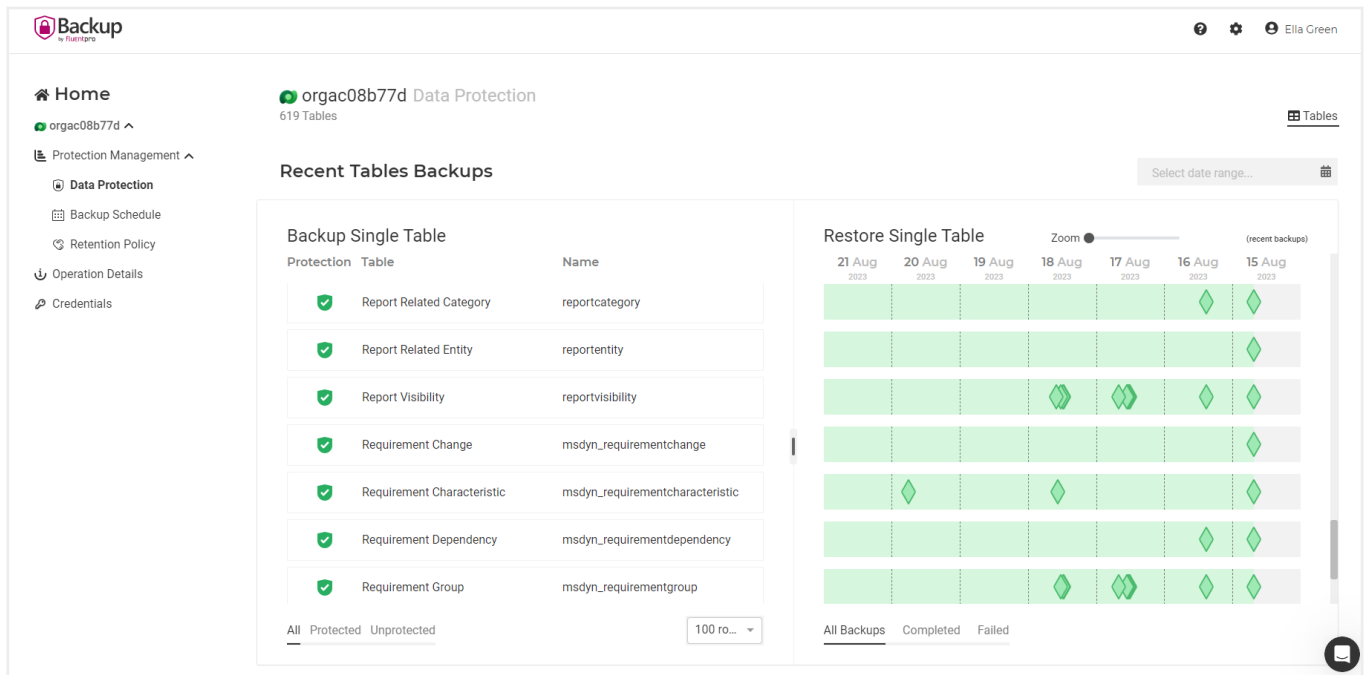 Backup
by fluentpro
Ella Green
Home
orgac08b77d
Protection Management
Data Protection
Backup Schedule
Retention Policy
Operation Details
Credentials
orgac08b77d Data Protection
619 Tables
Tables
Recent Tables Backups
Select date range...
Backup Single Table
Protection Table Name
Report Related Category reportcategory
Report Related Entity reportentity
Report Visibility reportvisibility
Requirement Change msdyn_requirementchange
Requirement Characteristic msdyn_requirementcharacteristic
Requirement Dependency msdyn_requirementdependency
Requirement Group msdyn_requirementgroup
All Protected Unprotected
100 ro...
Restore Single Table
Zoom
(recent backups)
21 Aug 20 Aug 19 Aug 18 Aug 17 Aug 16 Aug 15 Aug
2023 2023 2023 2023 2023 2023 2023
All Backups Completed Failed